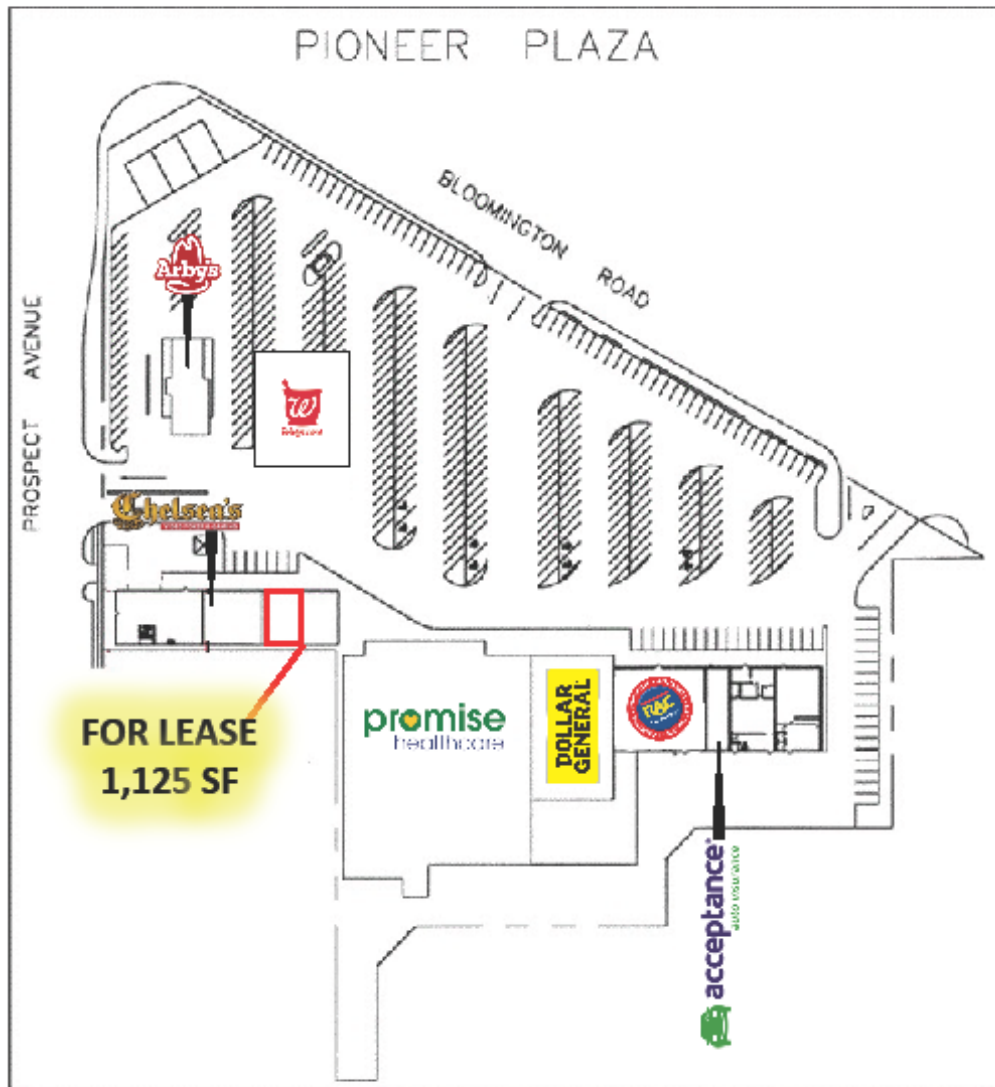 PIONEER PLAZA
BLOOMINGTON ROAD
PROSPECT AVENUE
Arby's
W
Chelsea's
FOR LEASE
1,125 SF
promise
healthcare
DOLLAR
GENERAL
RAC
acceptance
auto insurance